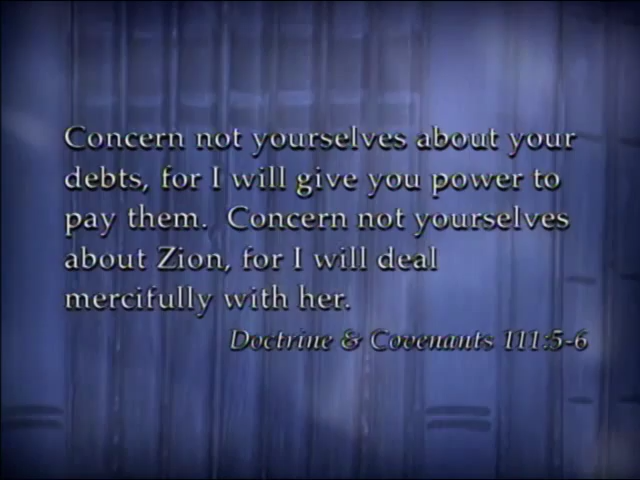 Concern not yourselves about your
debts, for I will give you power to
pay them.  Concern not yourselves
about Zion, for I will deal
mercifully with her.
Doctrine & Covenants 111:5-6